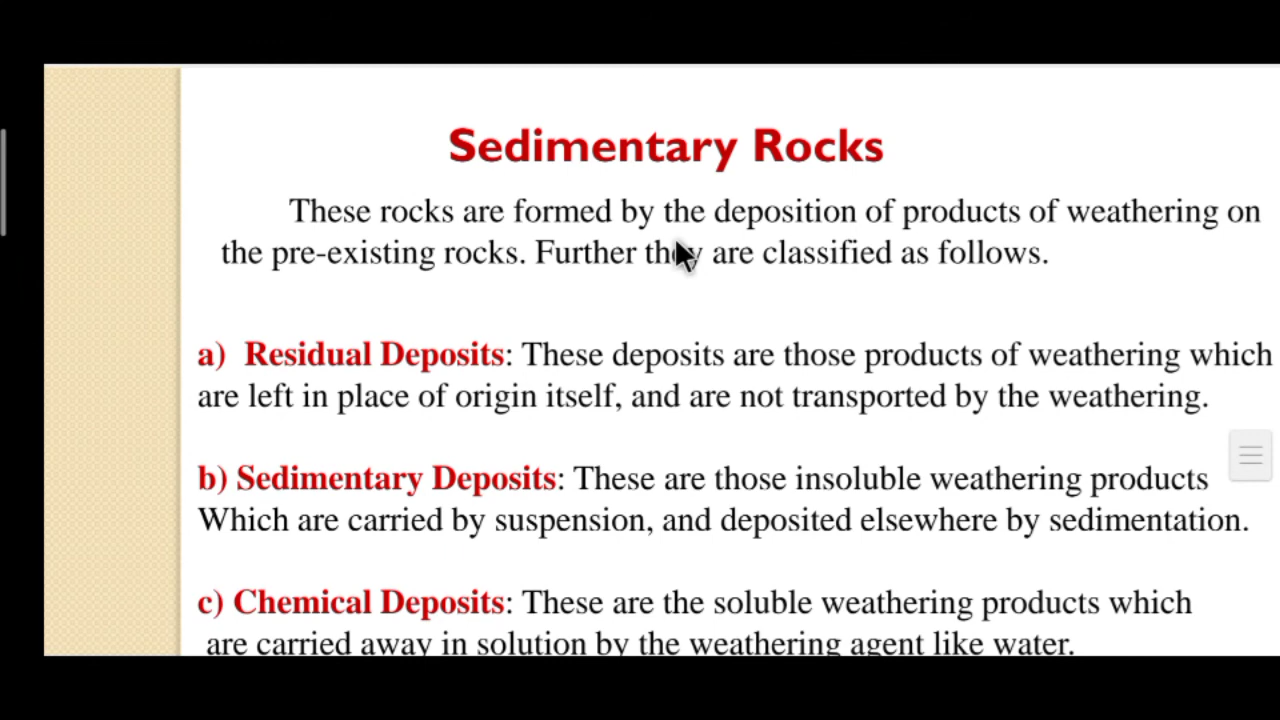 Sedimentary Rocks
These rocks are formed by the deposition of products of weathering on
the pre-existing rocks. Further they are classified as follows.
a) Residual Deposits: These deposits are those products of weathering which
are left in place of origin itself, and are not transported by the weathering.
b) Sedimentary Deposits: These are those insoluble weathering products
Which are carried by suspension, and deposited elsewhere by sedimentation.
c) Chemical Deposits: These are the soluble weathering products which
are carried away in solution by the weathering agent like water.